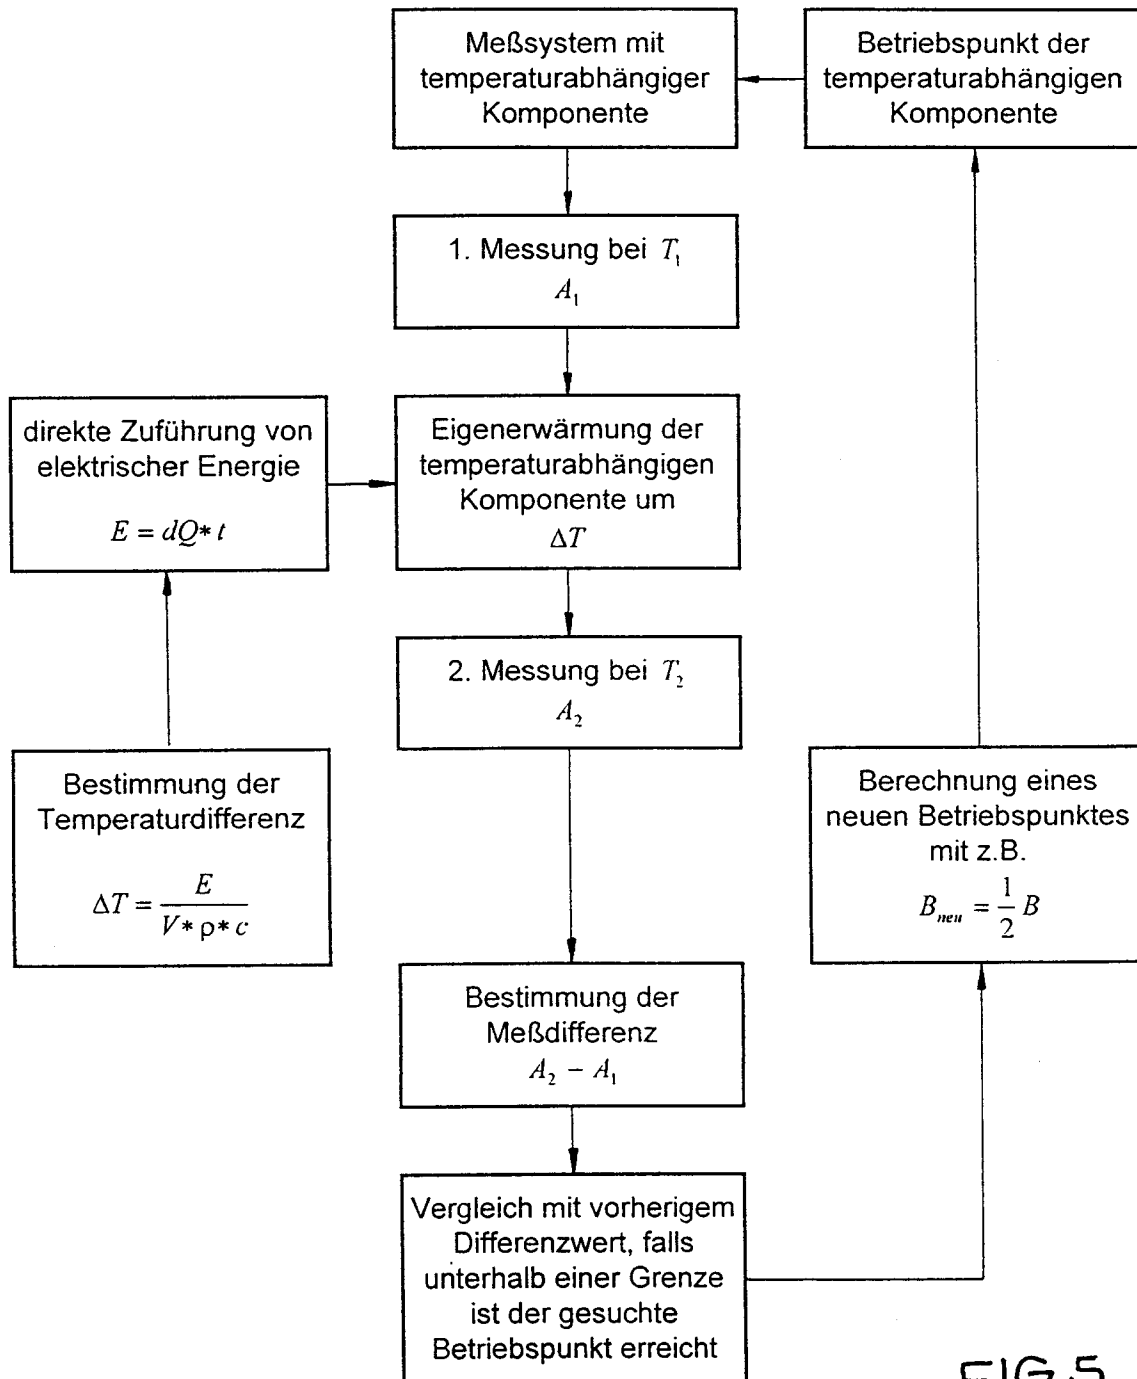 Meßsystem mit
temperaturabhängiger
Komponente
Betriebspunkt der
temperaturabhängigen
Komponente
1. Messung bei T₁
A₁
direkte Zuführung von
elektrischer Energie
E = dQ* t
Eigenerwärmung der
temperaturabhängigen
Komponente um
ΔT
2. Messung bei T₂
A₂
Bestimmung der
Temperaturdifferenz
ΔT = E / (V* ρ* c)
Berechnung eines
neuen Betriebspunktes
mit z.B.
Bₙₑᵤ = 1/2 B
Bestimmung der
Meßdifferenz
A₂ − A₁
Vergleich mit vorherigem
Differenzwert, falls
unterhalb einer Grenze
ist der gesuchte
Betriebspunkt erreicht
FIG.5